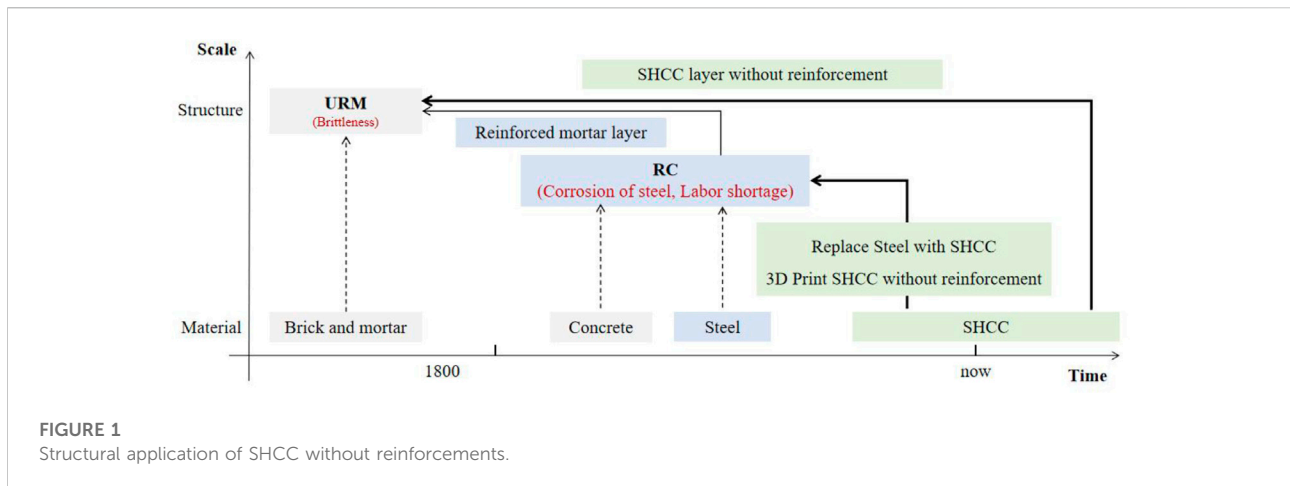 Scale
SHCC layer without reinforcement
URM
(Brittleness)
Structure
Reinforced mortar layer
RC
(Corrosion of steel, Labor shortage)
Replace Steel with SHCC
3D Print SHCC without reinforcement
Material
Brick and mortar
Concrete
Steel
SHCC
1800
now
Time
FIGURE 1
Structural application of SHCC without reinforcements.